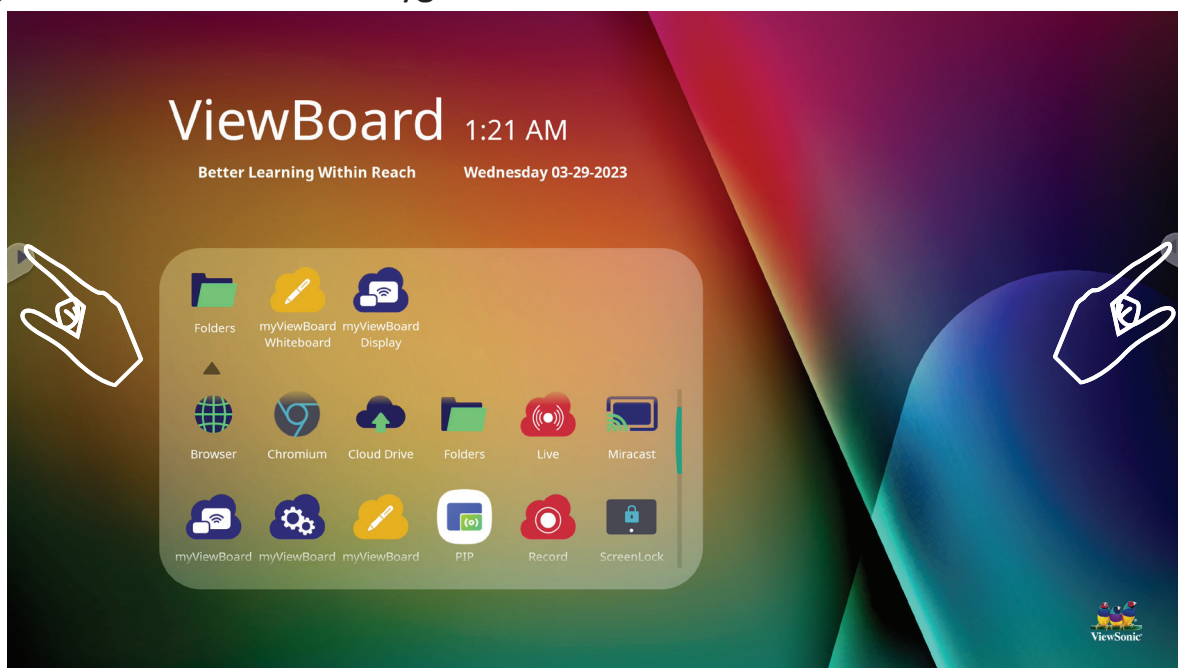 ViewBoard 1:21 AM
Better Learning Within Reach Wednesday 03-29-2023
Folders myViewBoard Whiteboard myViewBoard Display
Browser Chromium Cloud Drive Folders Live Miracast
myViewBoard myViewBoard myViewBoard PIP Record ScreenLock
ViewSonic